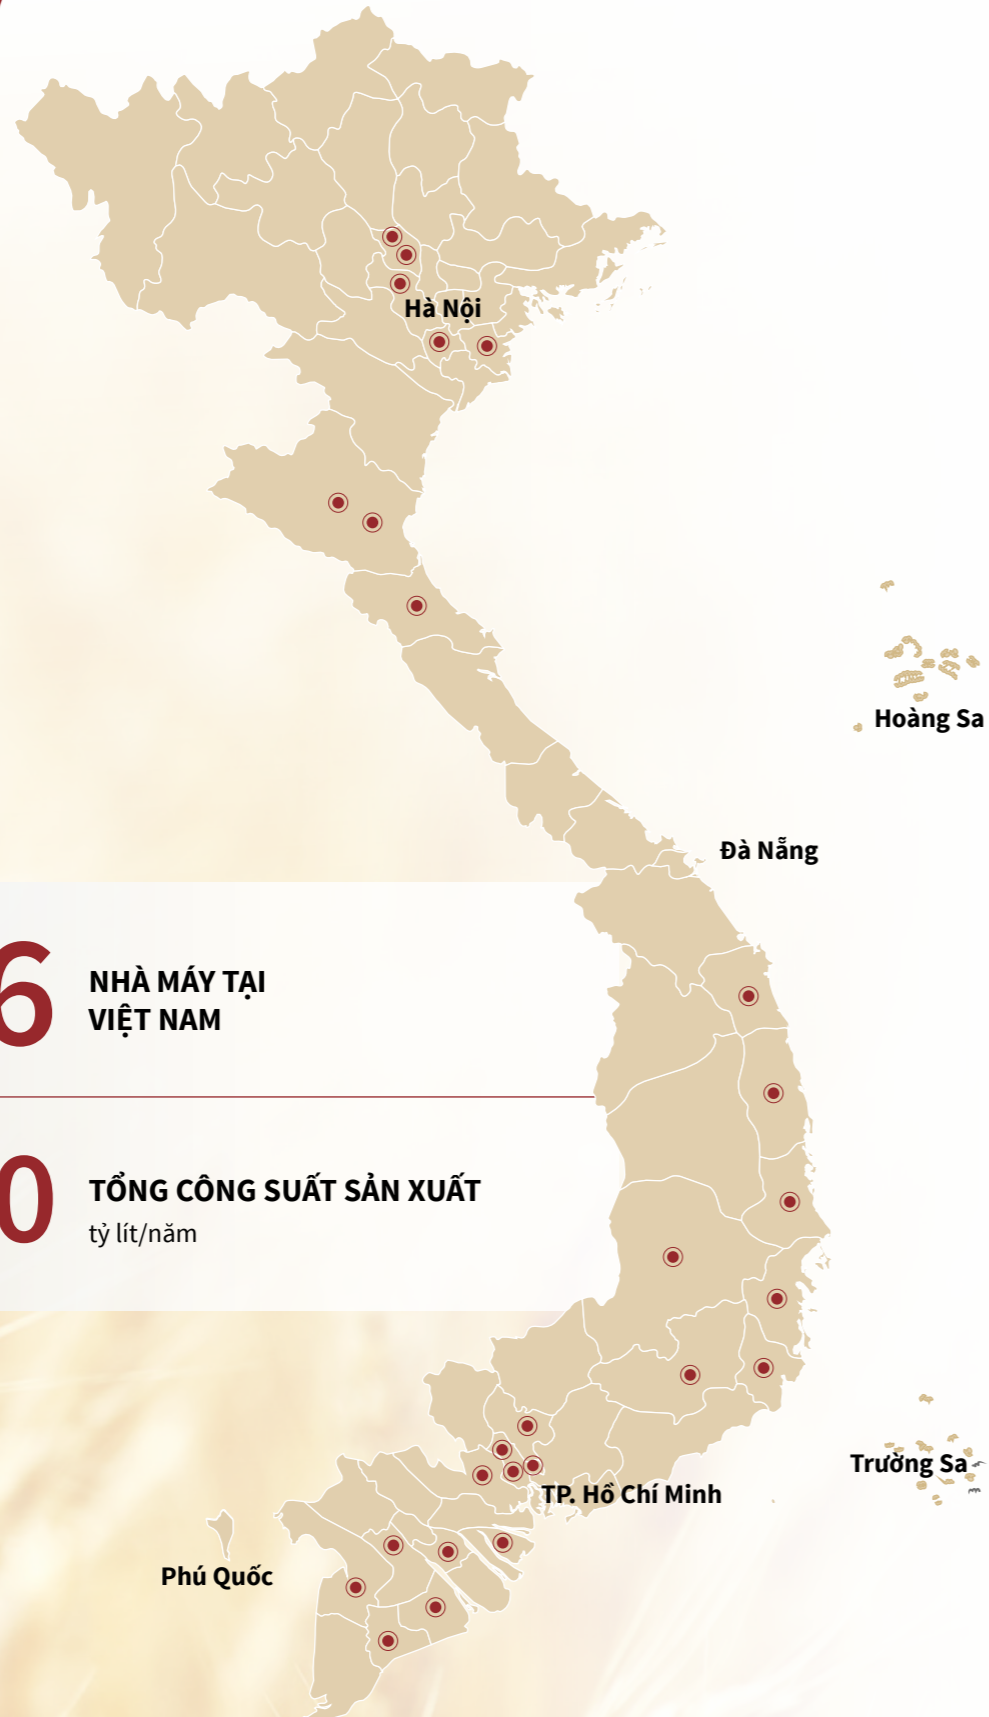 Hà Nội
Hoàng Sa
Đà Nẵng
6
NHÀ MÁY TẠI
VIỆT NAM
0
TỔNG CÔNG SUẤT SẢN XUẤT
tỷ lít/năm
Trường Sa
TP. Hồ Chí Minh
Phú Quốc